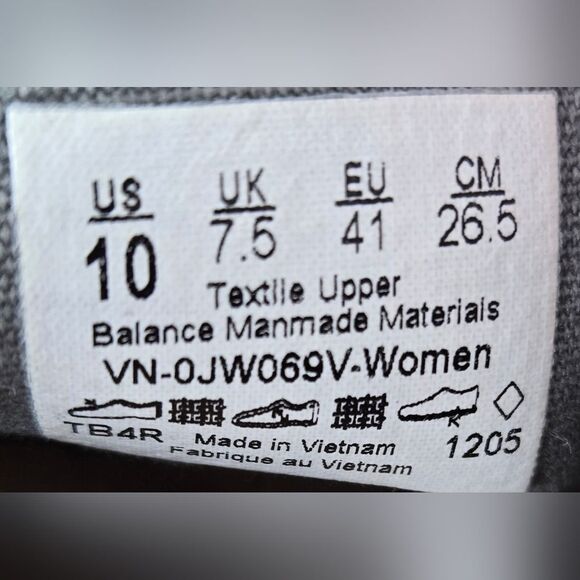 US UK EU CM
10 7.5 41 26.5
Textile Upper
Balance Manmade Materials
VN-0JW069V-Women
TB4R Made in Vietnam 1205
Fabrique au Vietnam